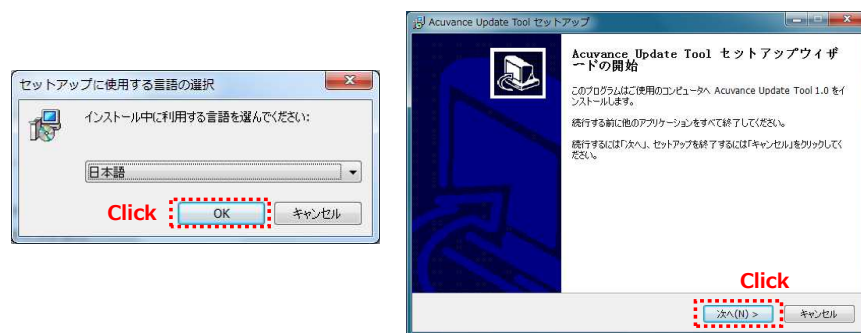 セットアップに使用する言語の選択
インストール中に利用する言語を選んでください:
日本語
Click
OK
キャンセル
Acuvance Update Tool セットアップ
Acuvance Update Tool セットアップウィザ
ードの開始
このプログラムはご使用のコンピュータへ Acuvance Update Tool 1.0 をイ
ンストールします。
続行する前に他のアプリケーションをすべて終了してください。
続行するには「次へ」、セットアップを終了するには「キャンセル」をクリックしてく
ださい。
Click
次へ(N) >
キャンセル